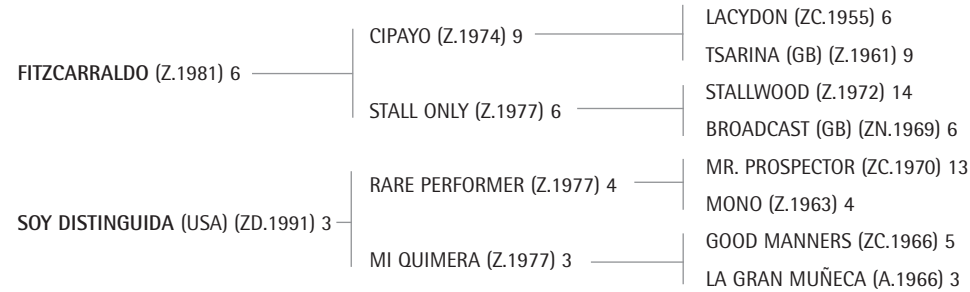 LACYDON (ZC.1955) 6
CIPAYO (Z.1974) 9
TSARINA (GB) (Z.1961) 9
FITZCARRALDO (Z.1981) 6
STALLWOOD (Z.1972) 14
STALL ONLY (Z.1977) 6
BROADCAST (GB) (ZN.1969) 6
MR. PROSPECTOR (ZC.1970) 13
RARE PERFORMER (Z.1977) 4
MONO (Z.1963) 4
SOY DISTINGUIDA (USA) (ZD.1991) 3
GOOD MANNERS (ZC.1966) 5
MI QUIMERA (Z.1977) 3
LA GRAN MUÑECA (A.1966) 3